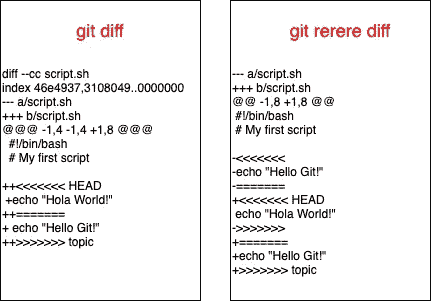 git diff
diff --cc script.sh
index 46e4937,3108049..0000000
--- a/script.sh
+++ b/script.sh
@@@ -1,4 -1,4 +1,8 @@@
  #!/bin/bash
  # My first script
++<<<<<<< HEAD
 +echo "Hola World!"
++=======
+ echo "Hello Git!"
++>>>>>>> topic
git rerere diff
--- a/script.sh
+++ b/script.sh
@@ -1,8 +1,8 @@
 #!/bin/bash
 # My first script
-<<<<<<<
-echo "Hello Git!"
-=======
+<<<<<<< HEAD
 echo "Hola World!"
->>>>>>>
+=======
+echo "Hello Git!"
+>>>>>>> topic